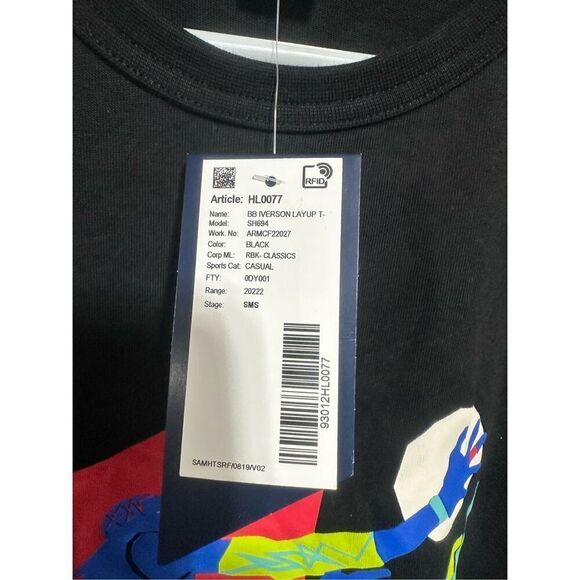 RFID
Article: HL0077
Name: BB IVERSON LAYUP T-
Model: SH694
Work. No: ARMCF22027
Color: BLACK
Corp ML: RBK- CLASSICS
Sports Cat: CASUAL
FTY: 0DY001
Range: 20222
Stage: SMS
93012HL0077
SAMHTSRF/0819/V02